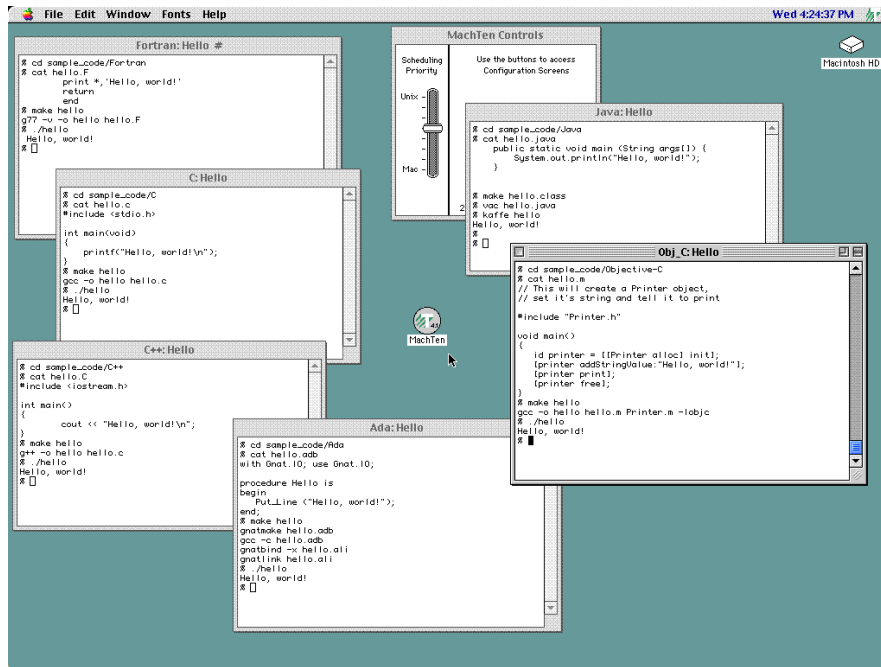 File Edit Window Fonts Help
Wed 4:24:37 PM
Macintosh HD
Fortran: Hello #
% cd sample_code/Fortran
% cat hello.F
print *,'Hello, world!'
return
end
% make hello
g77 -v -o hello hello.F
% ./hello
Hello, world!
%
MachTen Controls
Scheduling
Priority
Unix
Mac
Use the buttons to access
Configuration Screens
2
Java: Hello
% cd sample_code/Java
% cat hello.java
public static void main (String args[]) {
System.out.println("Hello, world!");
}
% make hello.class
% vac hello.java
% kaffe hello
Hello, world!
%
%
C: Hello
% cd sample_code/C
% cat hello.c
#include <stdio.h>
int main(void)
{
printf("Hello, world!\n");
}
% make hello
gcc -o hello hello.c
% ./hello
Hello, world!
%
Obj_C: Hello
% cd sample_code/Objective-C
% cat hello.m
// This will create a Printer object,
// set it's string and tell it to print
#include "Printer.h"
void main()
{
id printer = [[Printer alloc] init];
[printer addStringValue:"Hello, world!"];
[printer print];
[printer free];
}
% make hello
gcc -o hello hello.m Printer.m -lobjc
% ./hello
Hello, world!
%
MachTen
C++: Hello
% cd sample_code/C++
% cat hello.C
#include <iostream.h>
int main()
{
cout << "Hello, world!\n";
}
% make hello
g++ -o hello hello.c
% ./hello
Hello, world!
%
Ada: Hello
% cd sample_code/Ada
% cat hello.adb
with Gnat.IO; use Gnat.IO;
procedure Hello is
begin
Put_Line ("Hello, world!");
end;
% make hello
gnatmake hello.adb
gcc -c hello.adb
gnatbind -x hello.ali
gnatlink hello.ali
% ./hello
Hello, world!
%